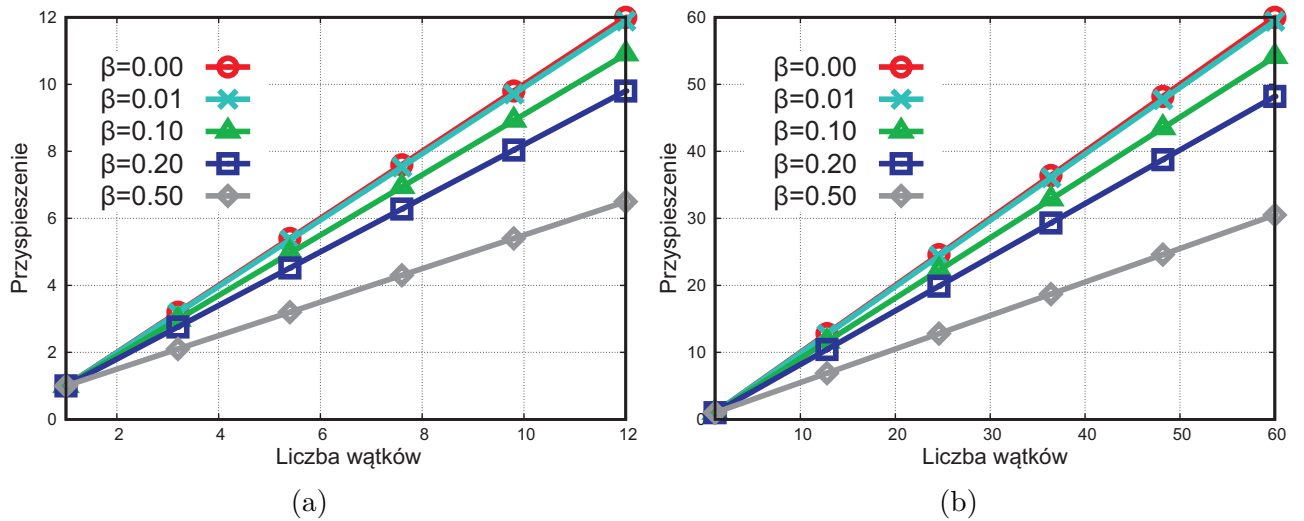 12
10
8
6
4
2
0
Przyspieszenie
β=0.00
β=0.01
β=0.10
β=0.20
β=0.50
2 4 6 8 10 12
Liczba wątków
(a)
60
50
40
30
20
10
0
Przyspieszenie
β=0.00
β=0.01
β=0.10
β=0.20
β=0.50
10 20 30 40 50 60
Liczba wątków
(b)